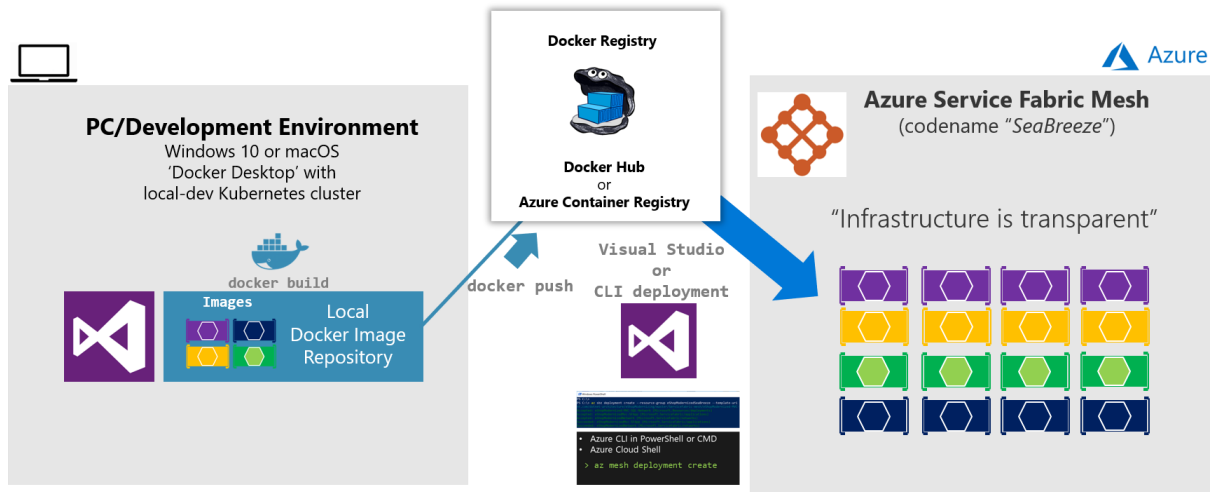 PC/Development Environment
Windows 10 or macOS
‘Docker Desktop’ with
local-dev Kubernetes cluster
docker build
Images
Local
Docker Image
Repository
docker push
Docker Registry
Docker Hub
or
Azure Container Registry
Visual Studio
or
CLI deployment
• Azure CLI in PowerShell or CMD
• Azure Cloud Shell
> az mesh deployment create
Azure
Azure Service Fabric Mesh
(codename “SeaBreeze”)
“Infrastructure is transparent”